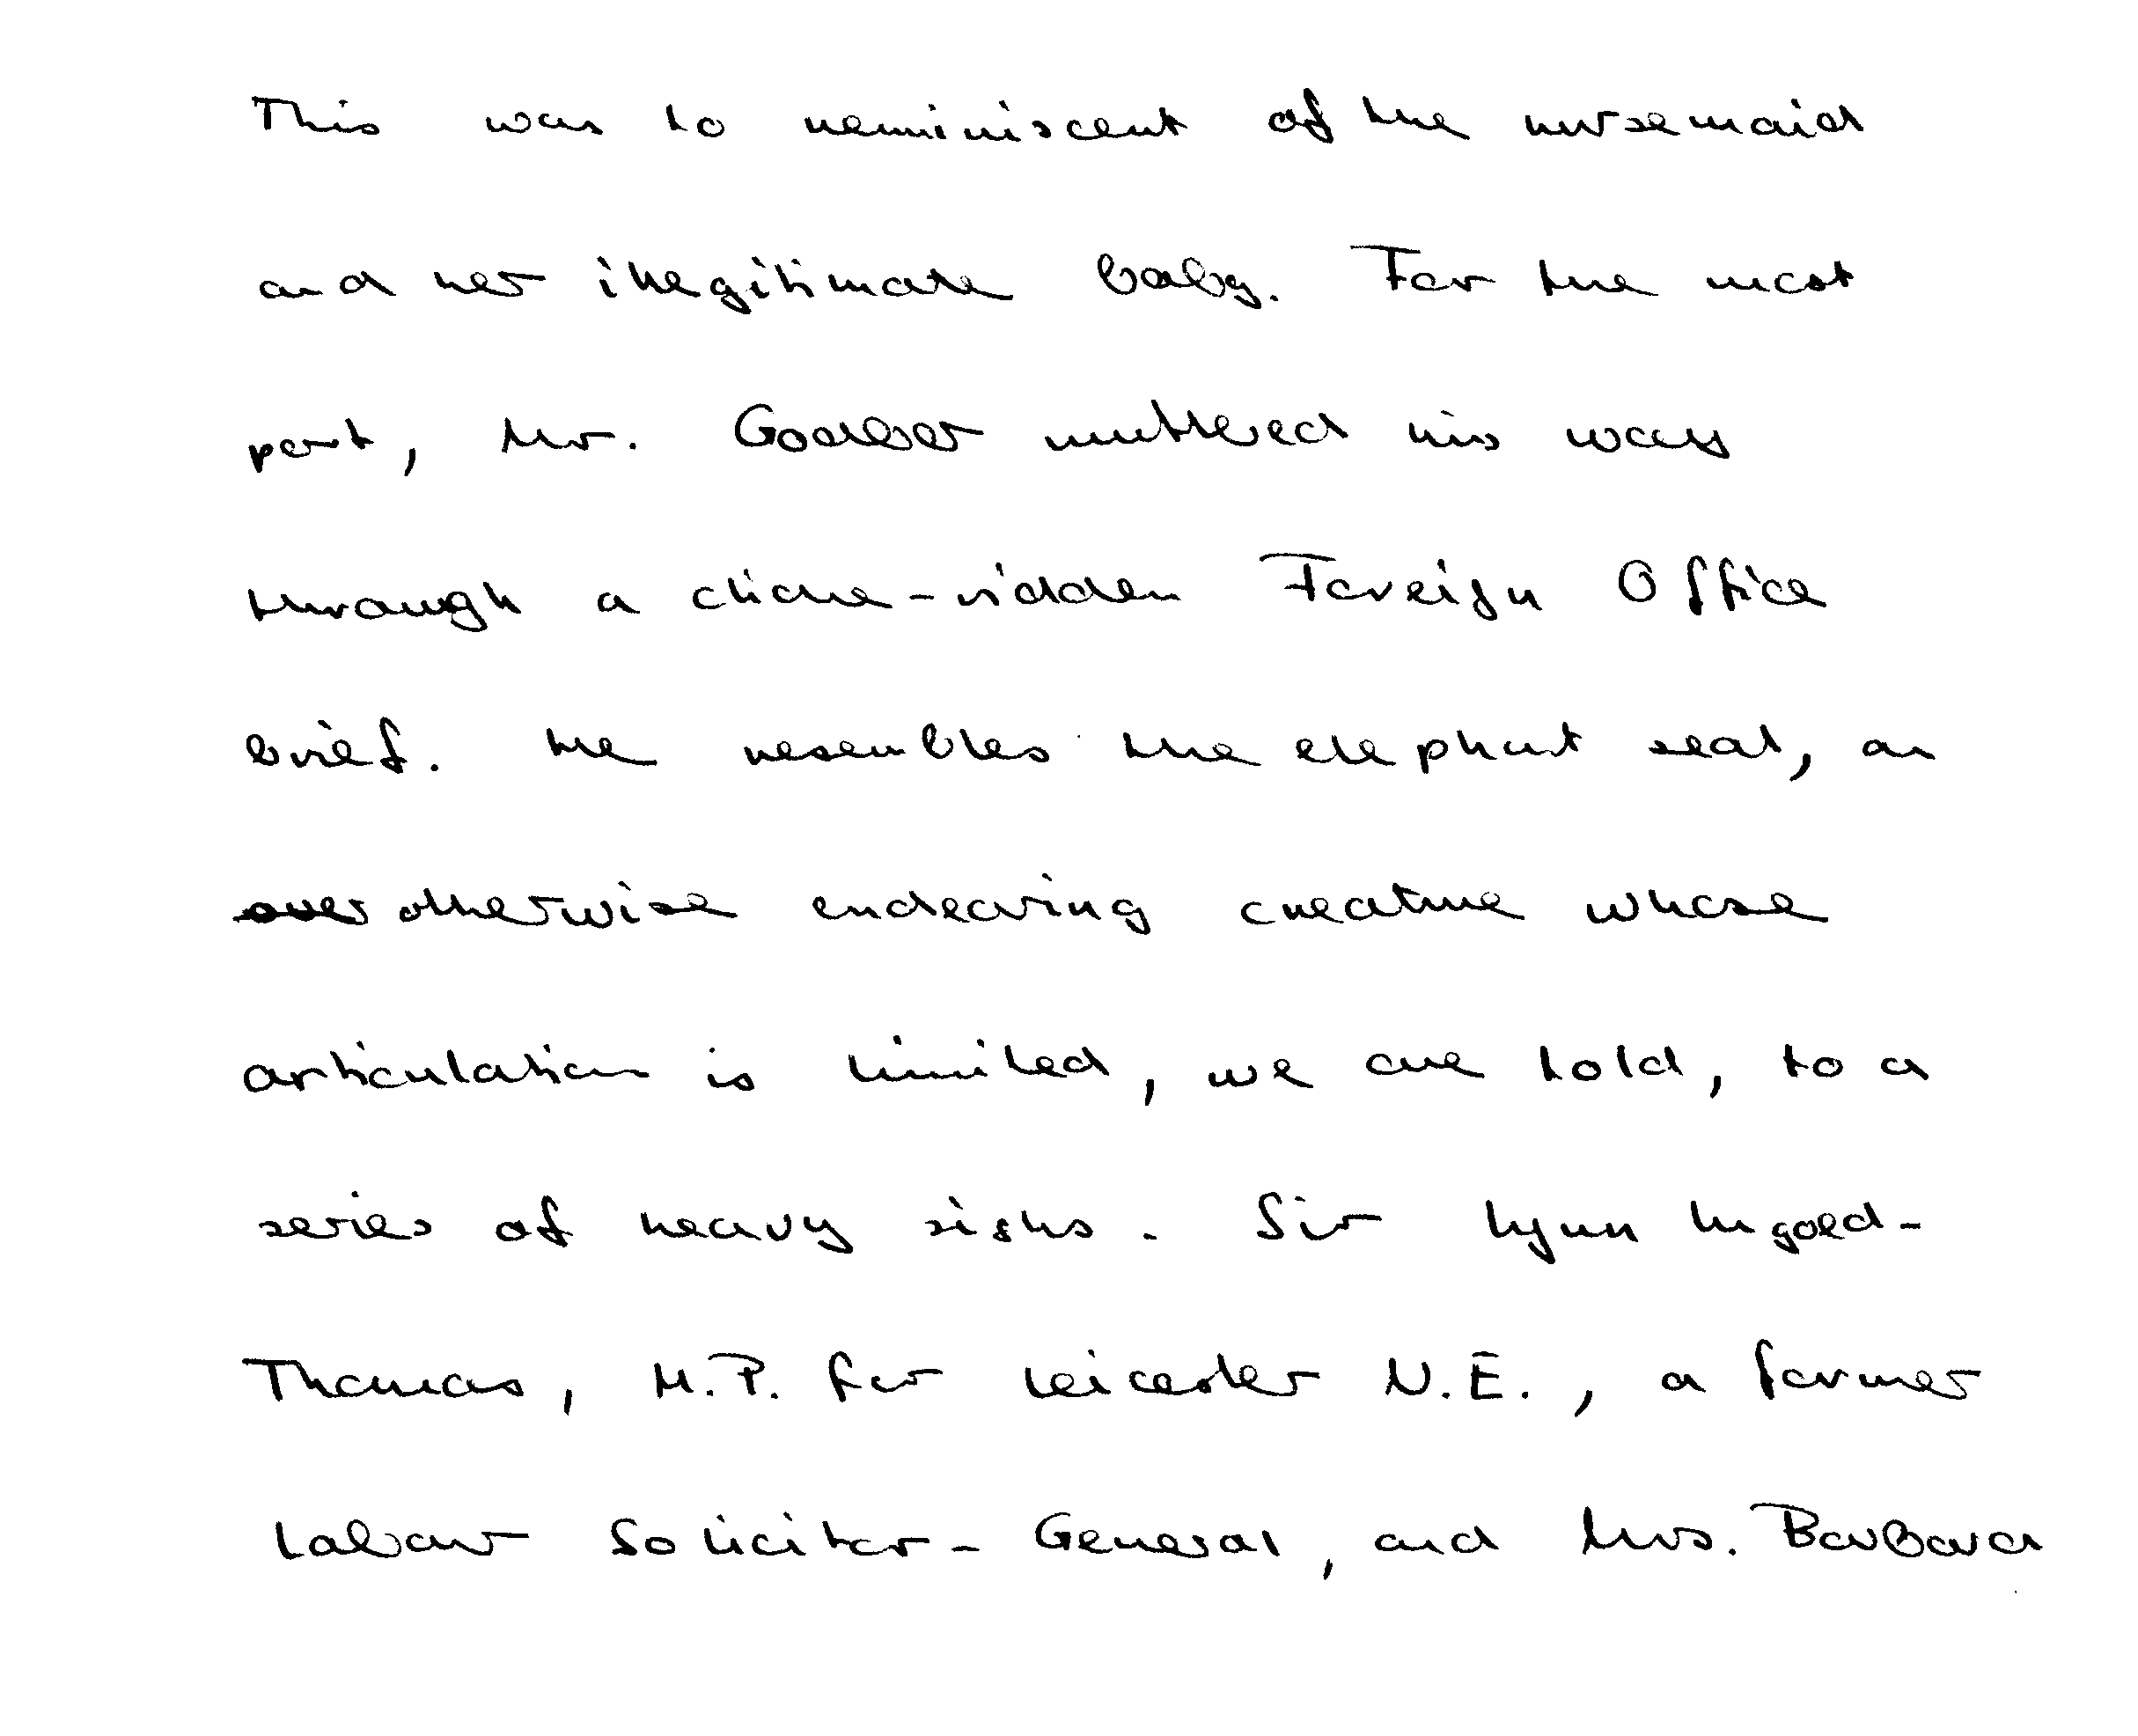 This was to reminiscent of the nursemaid
and her illegitimate baby. For the most
part, Mr. Godber muttered his way
through a cliche-ridden Foreign Office
brief. He resembles the elephant seal, an
otherwise endearing creature whose
articulation is limited, we are told, to a
series of heavy sighs. Sir Lynn Ungoed-
Thomas, M.P. for Leicester N.E., a former
Labour Solicitor-General, and Mrs. Barbara